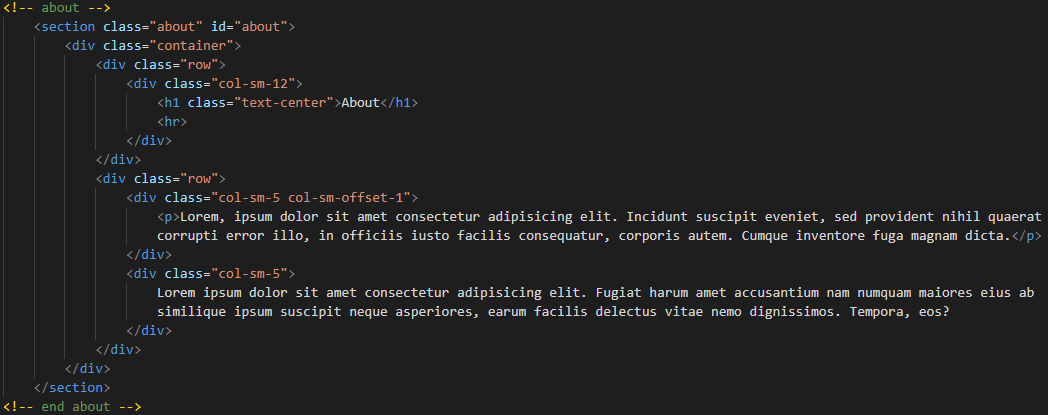 <!-- about -->
<section class="about" id="about">
<div class="container">
<div class="row">
<div class="col-sm-12">
<h1 class="text-center">About</h1>
<hr>
</div>
</div>
<div class="row">
<div class="col-sm-5 col-sm-offset-1">
<p>Lorem, ipsum dolor sit amet consectetur adipisicing elit. Incidunt suscipit eveniet, sed provident nihil quaerat
corrupti error illo, in officiis iusto facilis consequatur, corporis autem. Cumque inventore fuga magnam dicta.</p>
</div>
<div class="col-sm-5">
Lorem ipsum dolor sit amet consectetur adipisicing elit. Fugiat harum amet accusantium nam numquam maiores eius ab
similique ipsum suscipit neque asperiores, earum facilis delectus vitae nemo dignissimos. Tempora, eos?
</div>
</div>
</div>
</section>
<!-- end about -->